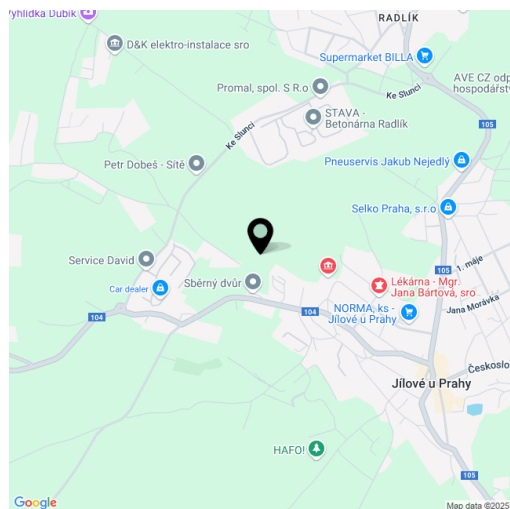 yhlídka Dubík
RADLÍK
D&K elektro-instalace sro
Supermarket BILLA
Promal, spol. S R.o
Ke Slunci
AVE CZ odp
hospodářstv
STAVA -
Betonárna Radlík
105
Ke Slunci
Petr Dobeš - Sítě
Pneuservis Jakub Nejedlý
Selko Praha, s.r.o
Service David
105
1. máje
Car dealer
Sběrný dvůr
Lékárna - Mgr.
Jana Bártová, sro
Jana Morávka
104
104
NORMA, ks -
Jílové u Prahy
Českoslo
Jílové u Prahy
HAFO!
105
Google
Map data ©2025